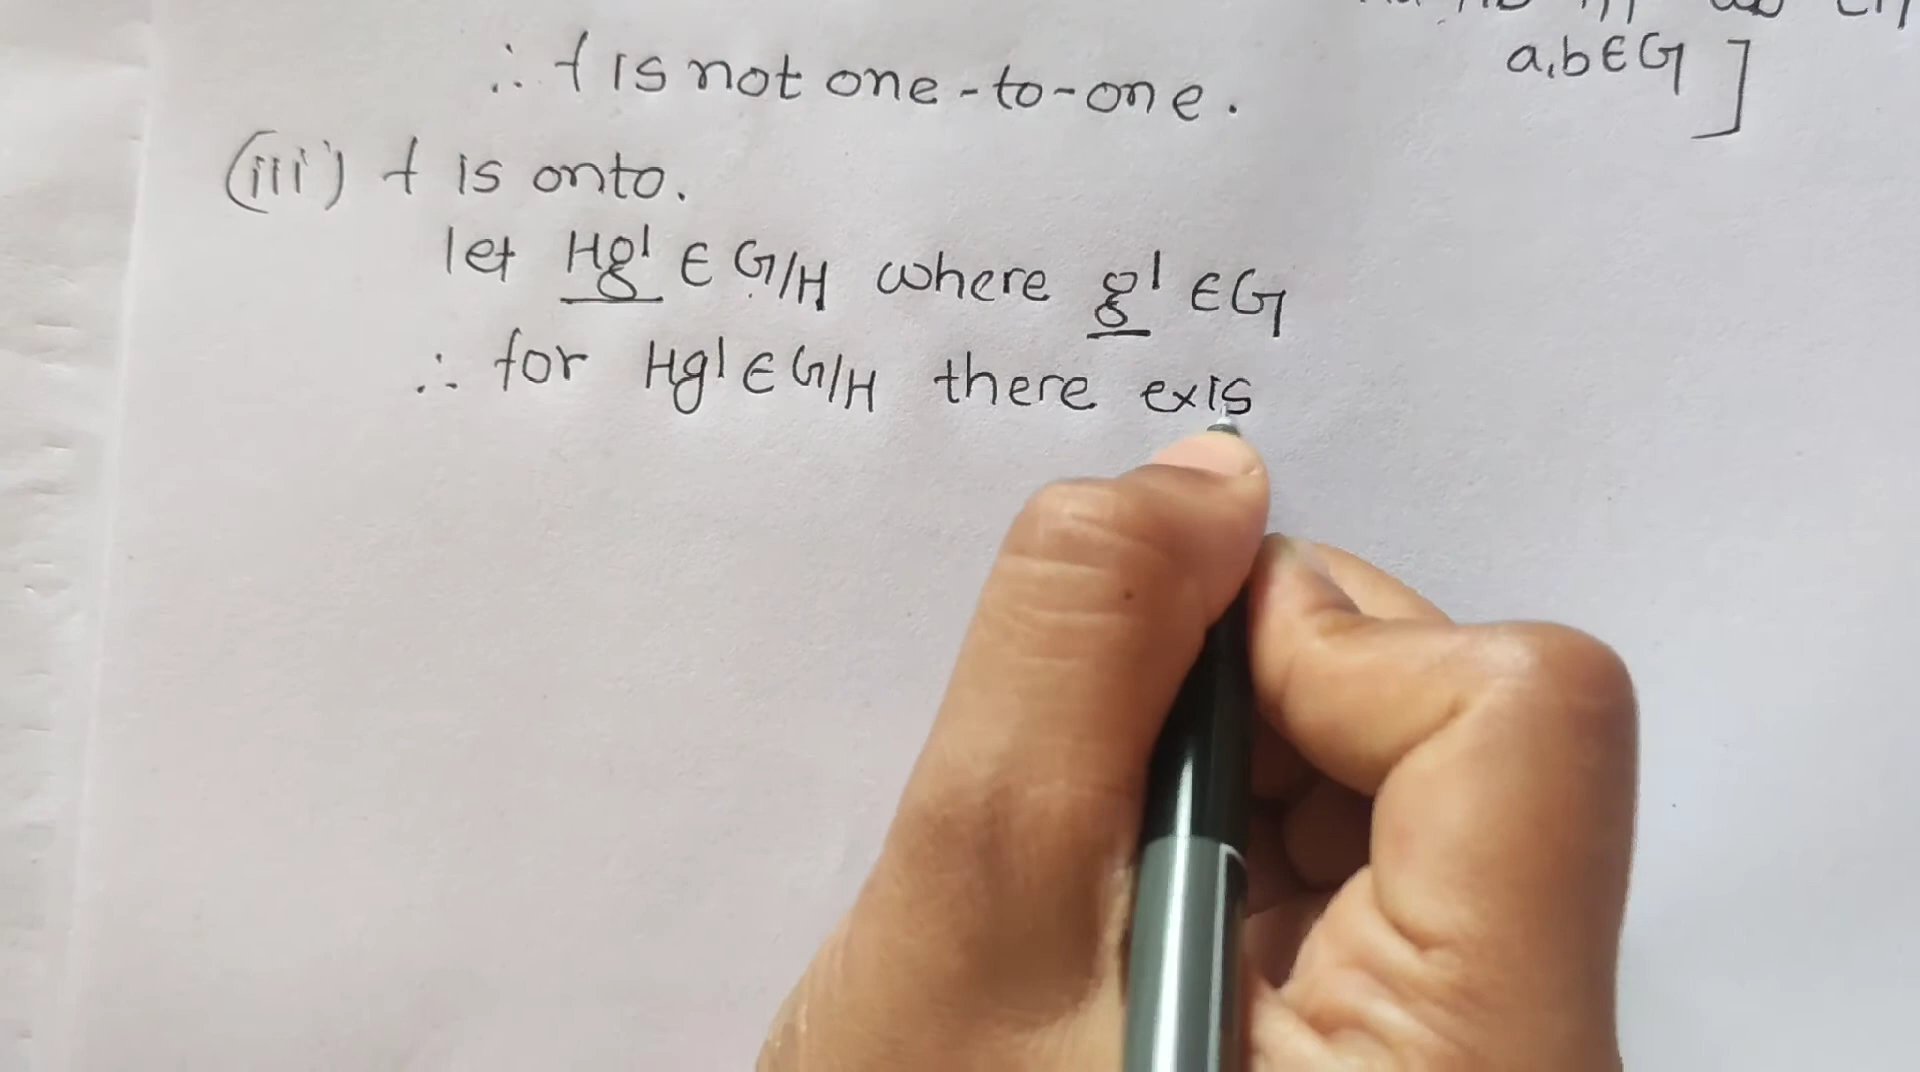 ∴ f is not one-to-one.
a,b ∈ G ]
(iii) f is onto.
let Hg' ∈ G/H where g' ∈ G
∴ for Hg' ∈ G/H there exis